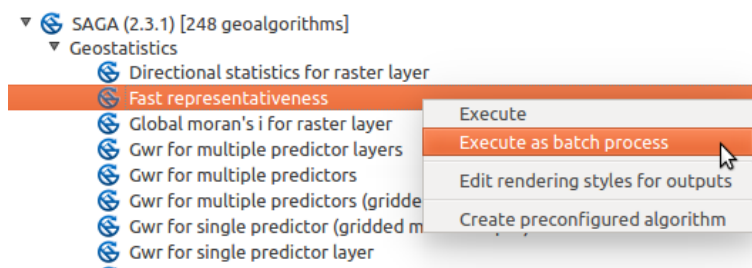 SAGA (2.3.1) [248 geoalgorithms]
Geostatistics
Directional statistics for raster layer
Fast representativeness
Global moran's i for raster layer
Gwr for multiple predictor layers
Gwr for multiple predictors
Gwr for multiple predictors (gridde
Gwr for single predictor (gridded m
Gwr for single predictor layer
Execute
Execute as batch process
Edit rendering styles for outputs
Create preconfigured algorithm